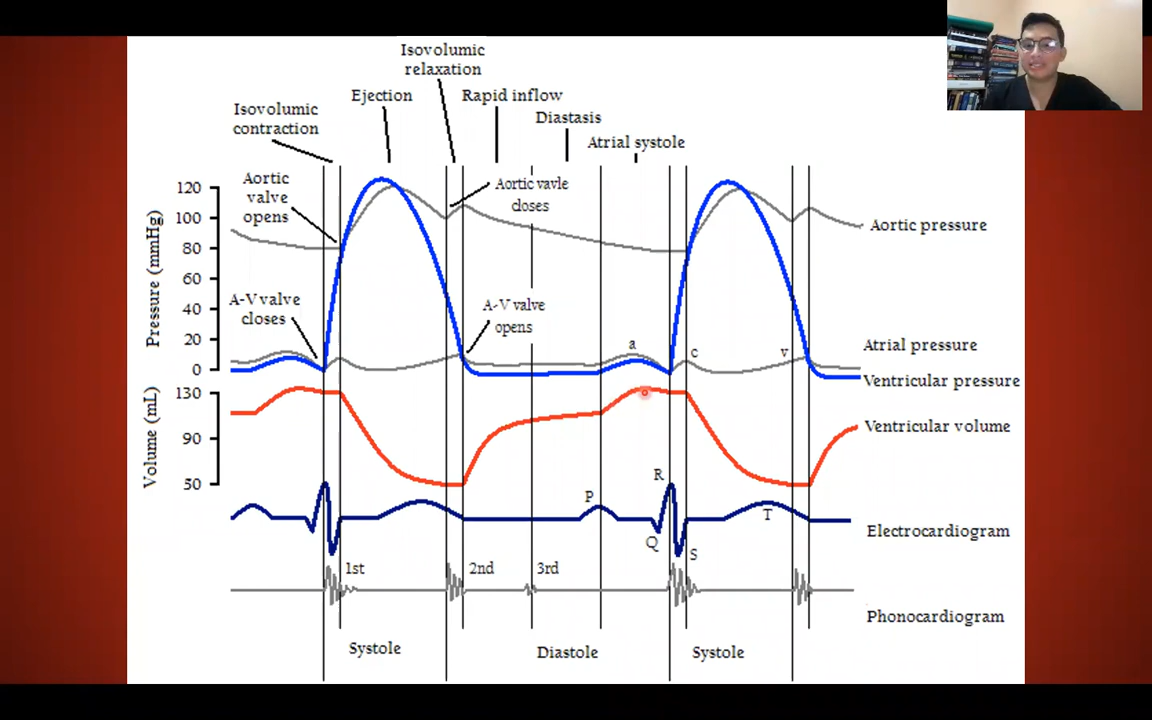 Isovolumic
relaxation
Ejection
Rapid inflow
Isovolumic
contraction
Diastasis
Atrial systole
Aortic
valve
opens
Aortic vavle
closes
120
100
80
60
40
20
0
Pressure (mmHg)
Aortic pressure
A-V valve
closes
A-V valve
opens
a
c
v
Atrial pressure
Ventricular pressure
130
90
50
Volume (mL)
Ventricular volume
R
P
T
Q
S
Electrocardiogram
1st
2nd
3rd
Phonocardiogram
Systole
Diastole
Systole